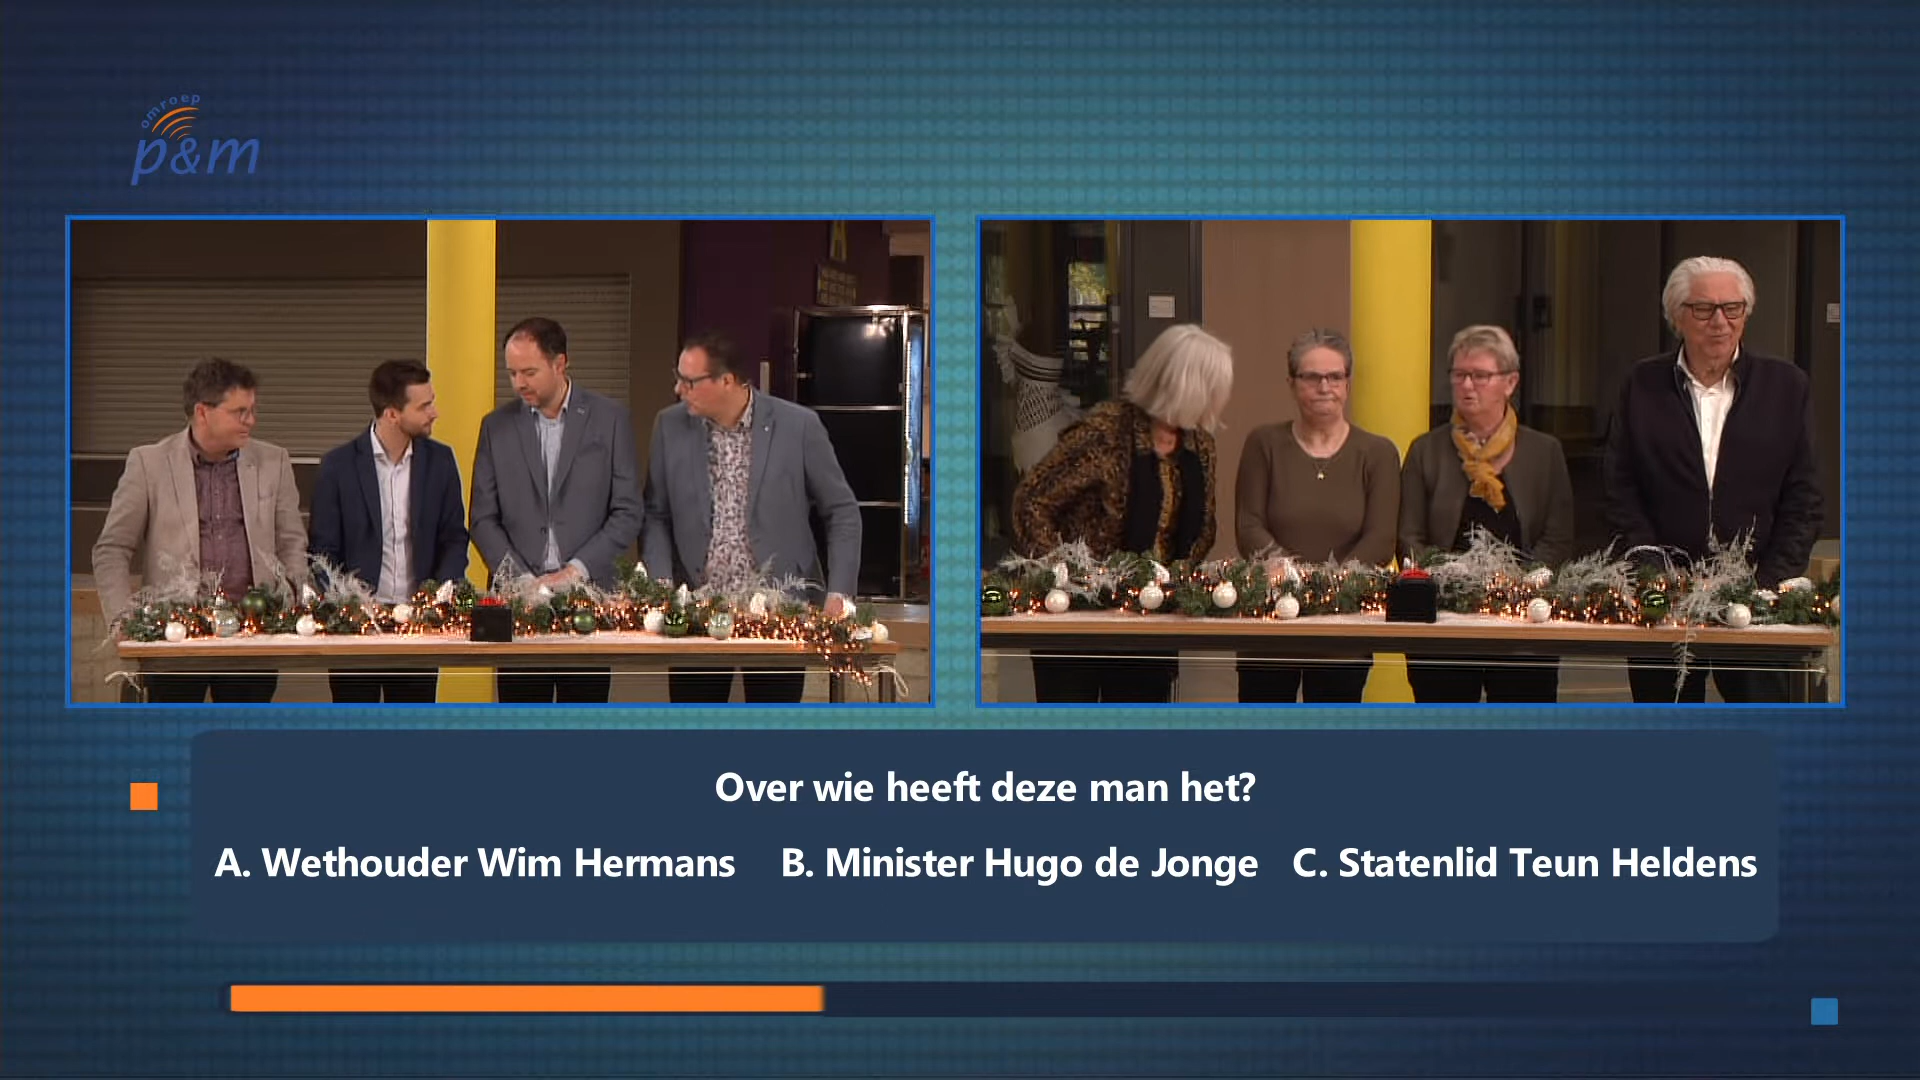 omroep
p&m
Over wie heeft deze man het?
A. Wethouder Wim Hermans B. Minister Hugo de Jonge C. Statenlid Teun Heldens